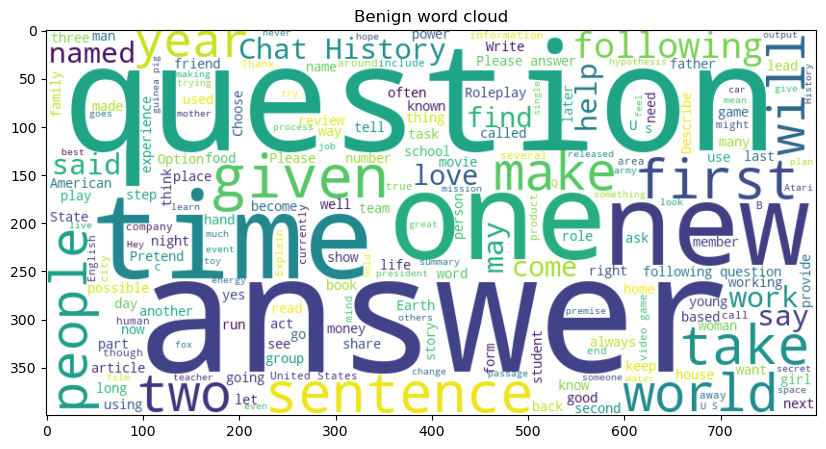 Benign word cloud
0
50
100
150
200
250
300
350
0 100 200 300 400 500 600 700
three man year never hope power information following output
named Chat History Write Please answer hypothesis father lead will
friend name around include
family making trying question History
made used guinea pig Choose often Roleplay later help Describe car mean give
Thank try known find single U S need feel game might
goes mother review thing
best process way tell task called many
experience job school several released use last plan
said Option food Please number movie area army
given love make first
American place true mission Q something
play step think team person product look Atari
State learn hand become well great role ask member B
time one new
live company much may
English Hey night event currently show
city Pretend toy c life president word summary come right following question provide
people possible energy Explain hold book mind Earth premise home working
day yes read others young work
another answer based call say
human run act money story form video game woman
now fox see go share student always take
though part group end
article teacher going United States change passage someone keep house want secret
film know water girl
long two let sentence good world space
using even back second away U S next